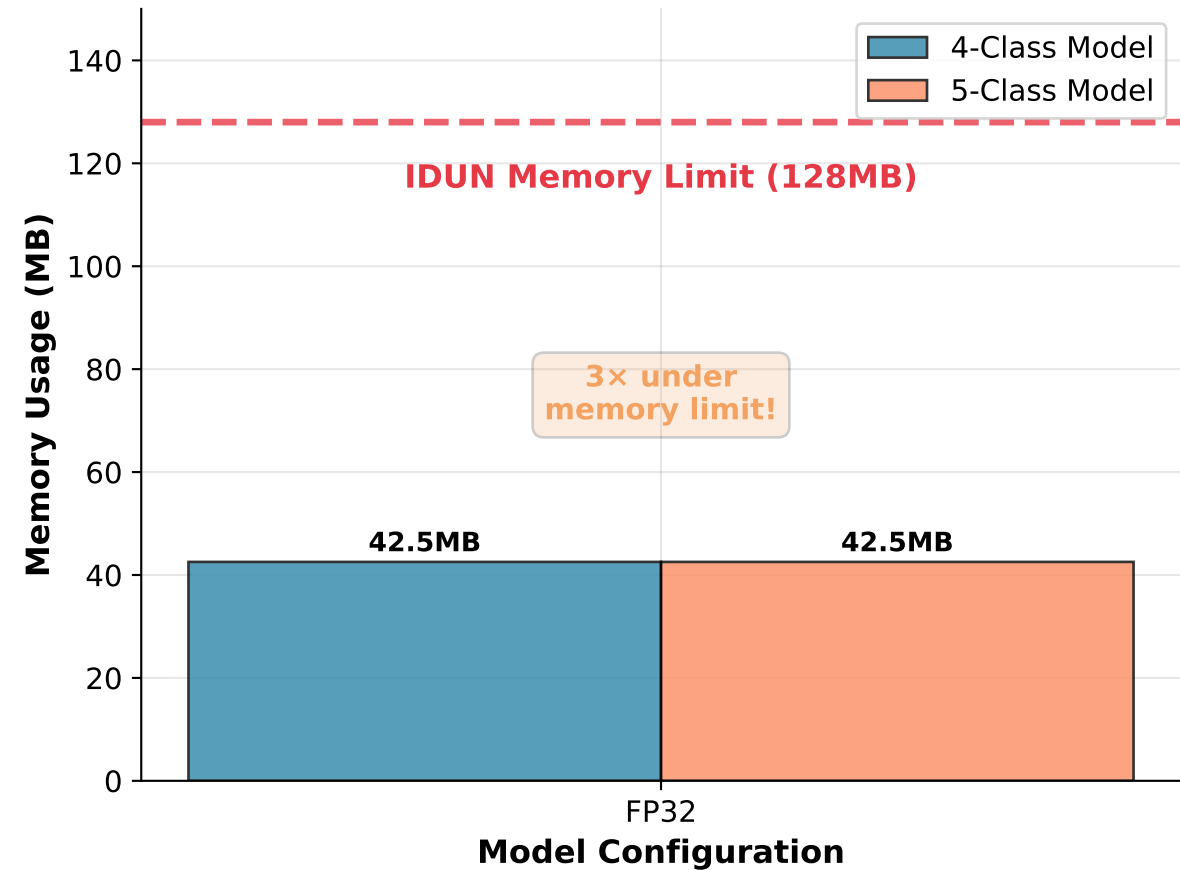 140
120
100
80
60
40
20
0
Memory Usage (MB)
4-Class Model
5-Class Model
IDUN Memory Limit (128MB)
3× under
memory limit!
42.5MB
42.5MB
FP32
Model Configuration